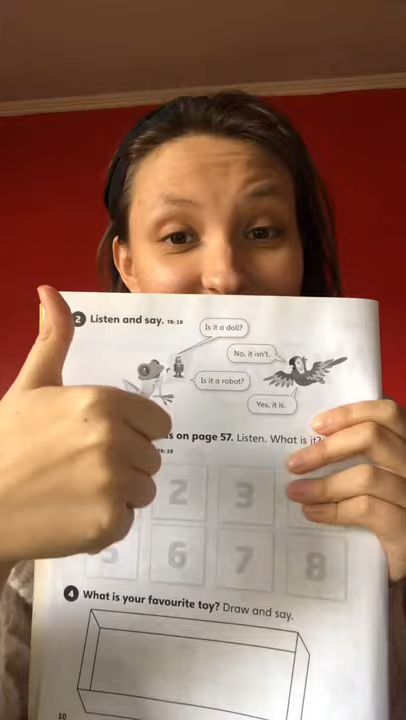 2 Listen and say. TR: 18
Is it a doll?
No, it isn't.
Is it a robot?
Yes, it is.
on page 57. Listen. What is it?
2 3
6 7 8
4 What is your favourite toy? Draw and say.
10